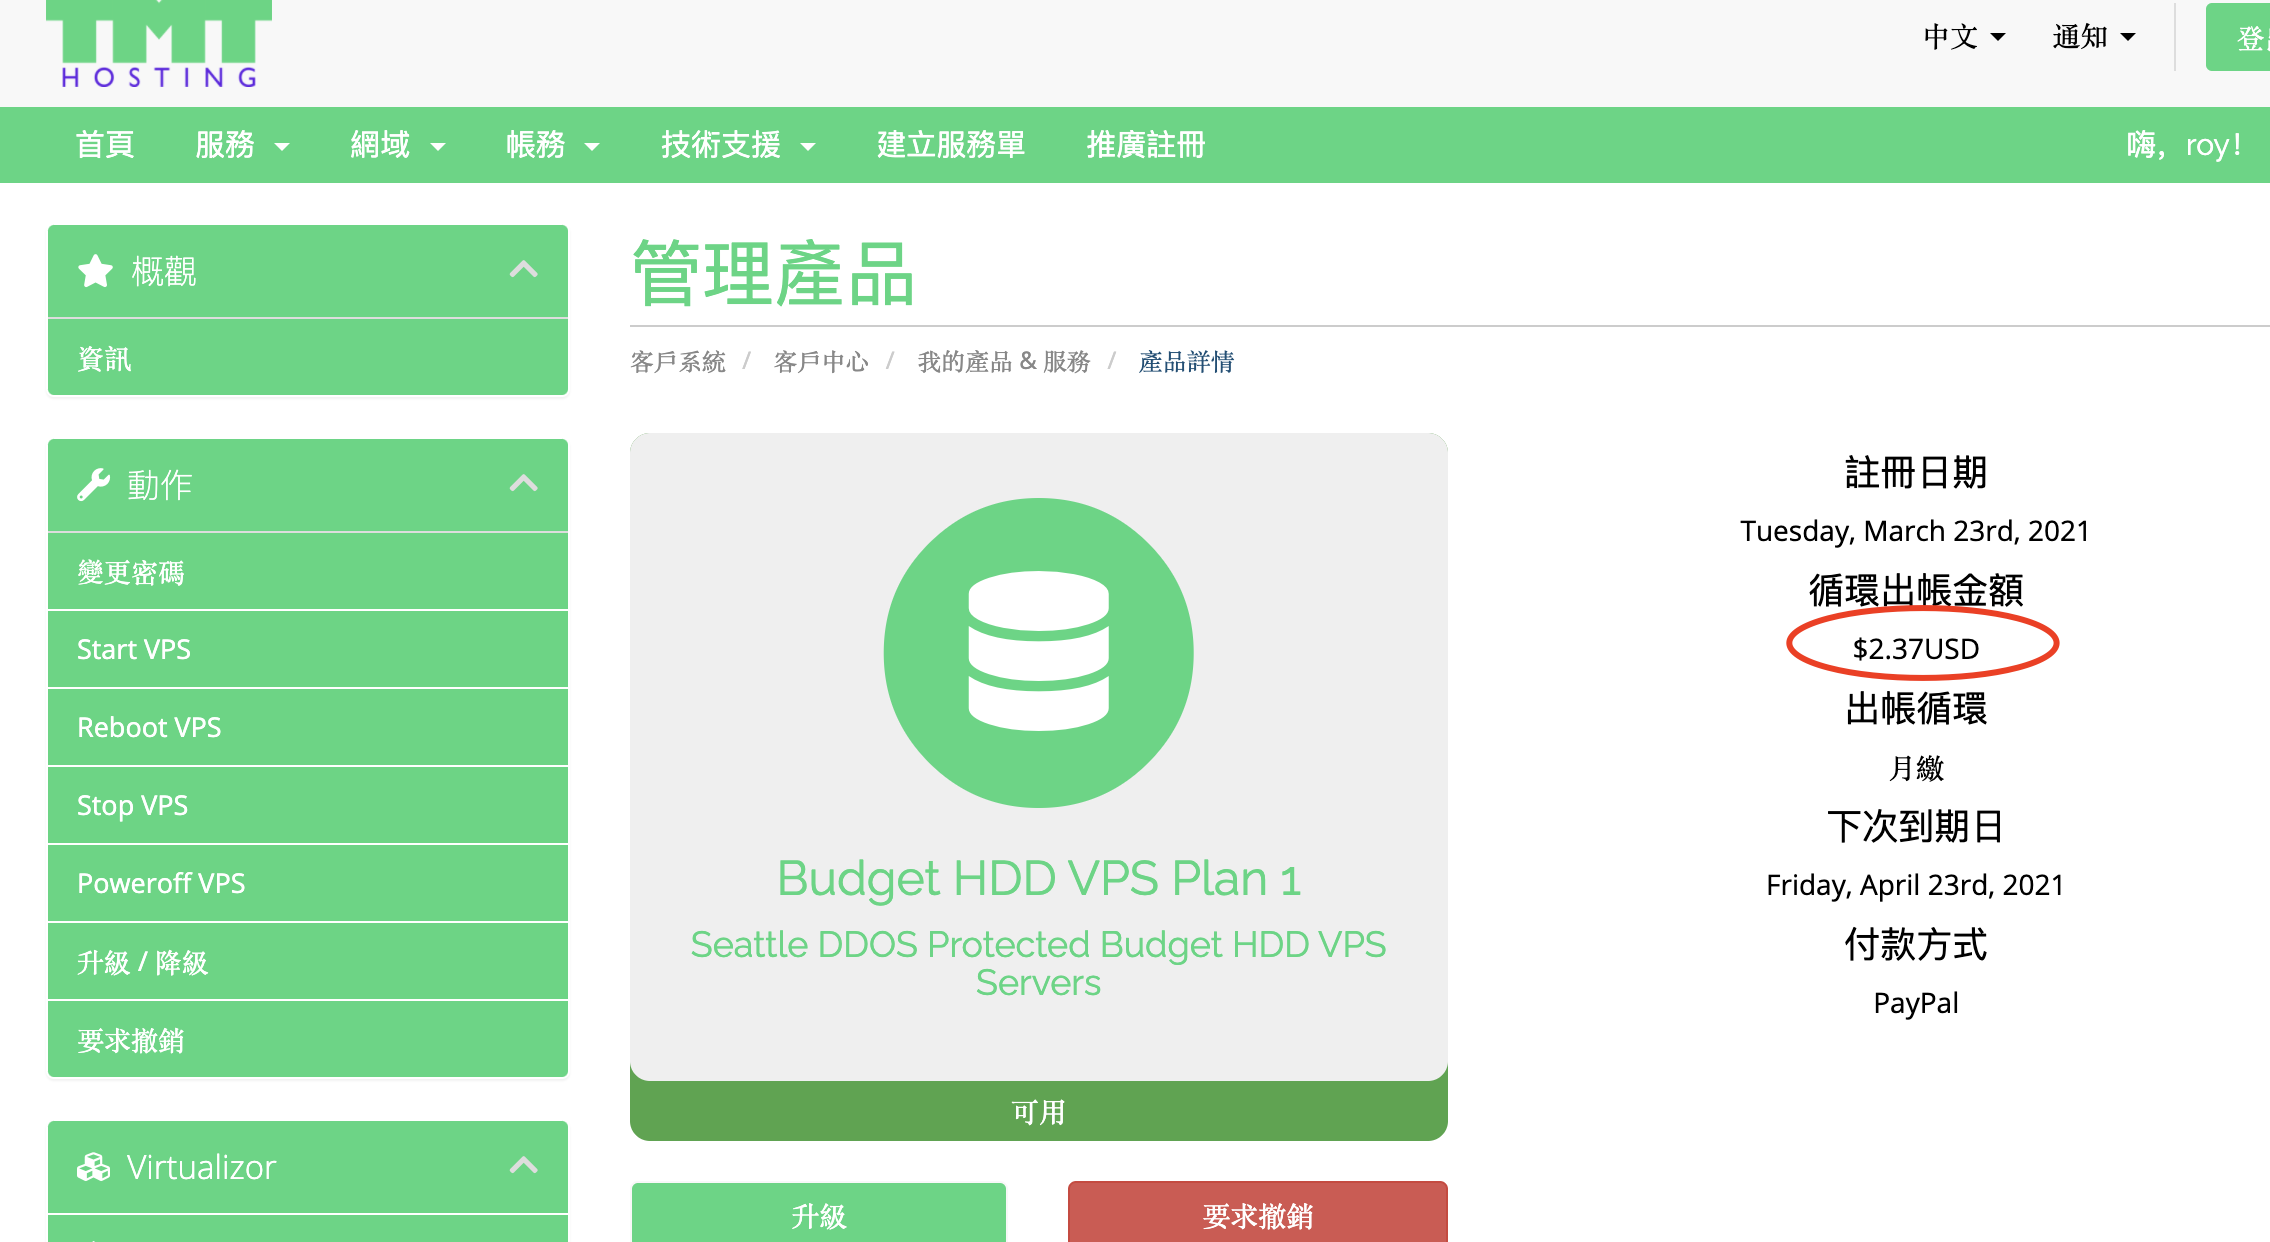 TMT
HOSTING
中文
通知
登
首頁
服務
網域
帳務
技術支援
建立服務單
推廣註冊
嗨, roy!
概觀
資訊
動作
變更密碼
Start VPS
Reboot VPS
Stop VPS
Poweroff VPS
升級 / 降級
要求撤銷
Virtualizor
管理產品
客戶系統 / 客戶中心 / 我的產品 & 服務 / 產品詳情
Budget HDD VPS Plan 1
Seattle DDOS Protected Budget HDD VPS
Servers
可用
升級
要求撤銷
註冊日期
Tuesday, March 23rd, 2021
循環出帳金額
$2.37USD
出帳循環
月繳
下次到期日
Friday, April 23rd, 2021
付款方式
PayPal